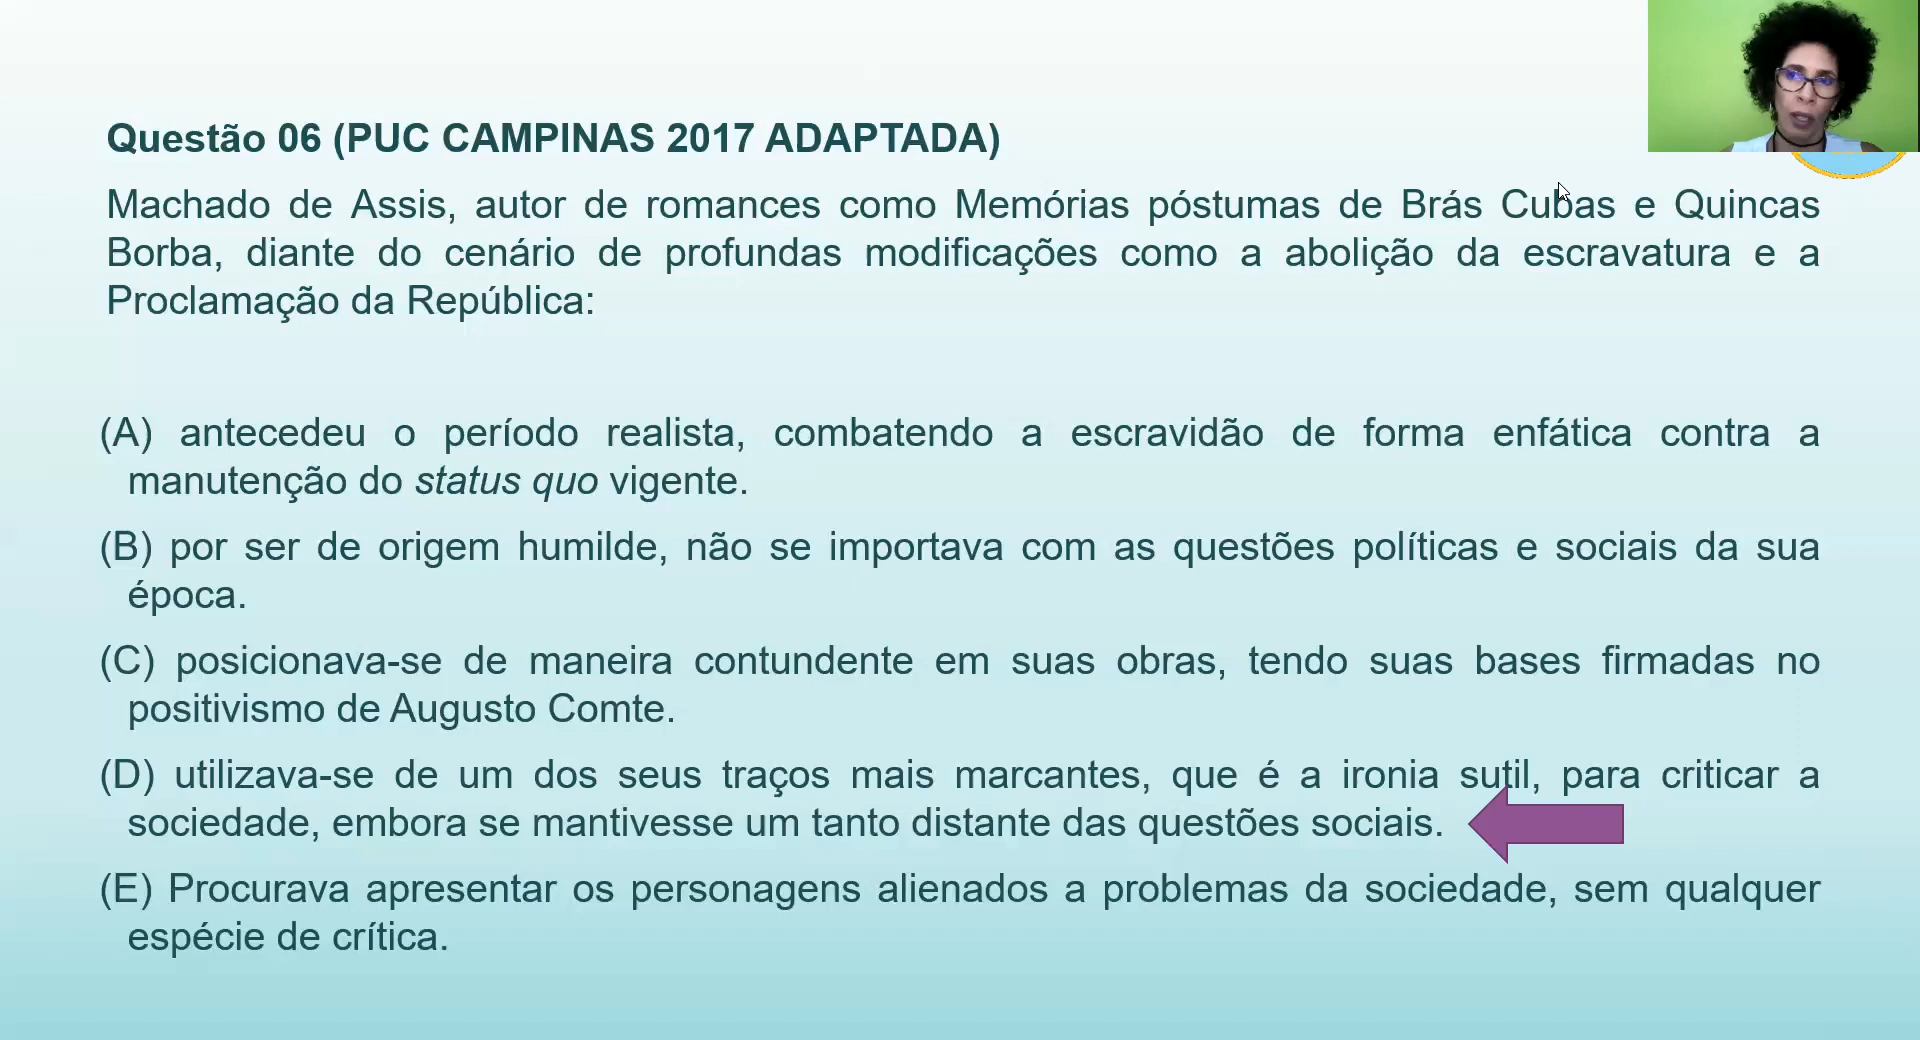 Questão 06 (PUC CAMPINAS 2017 ADAPTADA)
Machado de Assis, autor de romances como Memórias póstumas de Brás Cubas e Quincas
Borba, diante do cenário de profundas modificações como a abolição da escravatura e a
Proclamação da República:
(A) antecedeu o período realista, combatendo a escravidão de forma enfática contra a
manutenção do status quo vigente.
(B) por ser de origem humilde, não se importava com as questões políticas e sociais da sua
época.
(C) posicionava-se de maneira contundente em suas obras, tendo suas bases firmadas no
positivismo de Augusto Comte.
(D) utilizava-se de um dos seus traços mais marcantes, que é a ironia sutil, para criticar a
sociedade, embora se mantivesse um tanto distante das questões sociais.
(E) Procurava apresentar os personagens alienados a problemas da sociedade, sem qualquer
espécie de crítica.